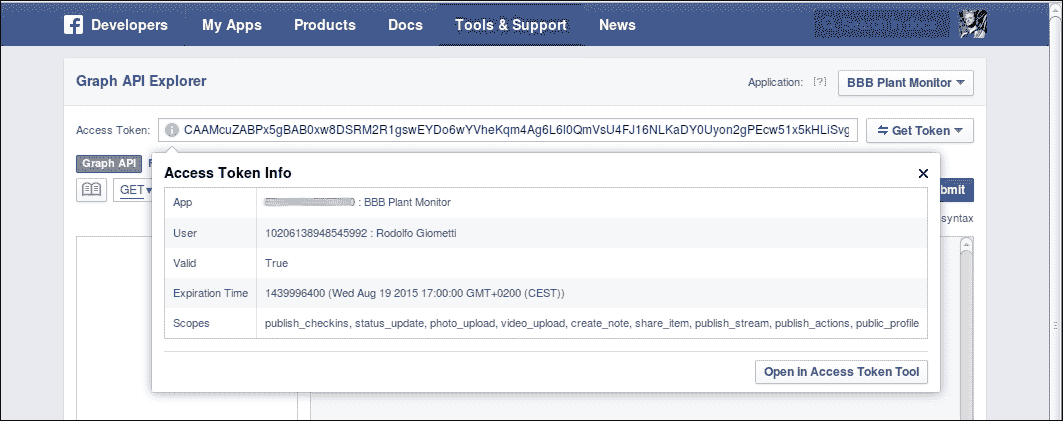 Developers My Apps Products Docs Tools & Support News
Graph API Explorer
Application: [?] BBB Plant Monitor
Access Token: CAAMcuZABPx5gBAB0xw8DSRM2R1gswEYDo6wYVheKqm4Ag6L6I0QmVsU4FJ16NLKaDY0Uyon2gPEcw51x5kHLiSvg Get Token
Graph API
GET
Access Token Info
App : BBB Plant Monitor
User 10206138948545992 : Rodolfo Giometti
Valid True
Expiration Time 1439996400 (Wed Aug 19 2015 17:00:00 GMT+0200 (CEST))
Scopes publish_checkins, status_update, photo_upload, video_upload, create_note, share_item, publish_stream, publish_actions, public_profile
syntax
Open in Access Token Tool